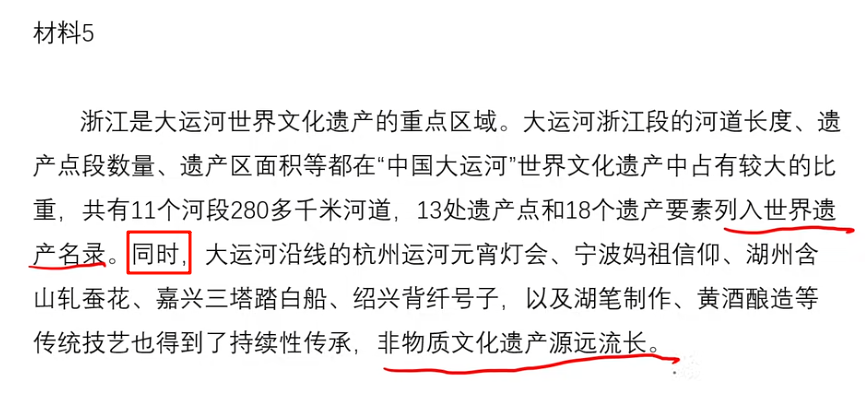 材料5
浙江是大运河世界文化遗产的重点区域。大运河浙江段的河道长度、遗
产点段数量、遗产区面积等都在“中国大运河”世界文化遗产中占有较大的比
重，共有11个河段280多千米河道，13处遗产点和18个遗产要素列入世界遗
产名录。同时，大运河沿线的杭州运河元宵灯会、宁波妈祖信仰、湖州含
山轧蚕花、嘉兴三塔踏白船、绍兴背纤号子，以及湖笔制作、黄酒酿造等
传统技艺也得到了持续性传承，非物质文化遗产源远流长。